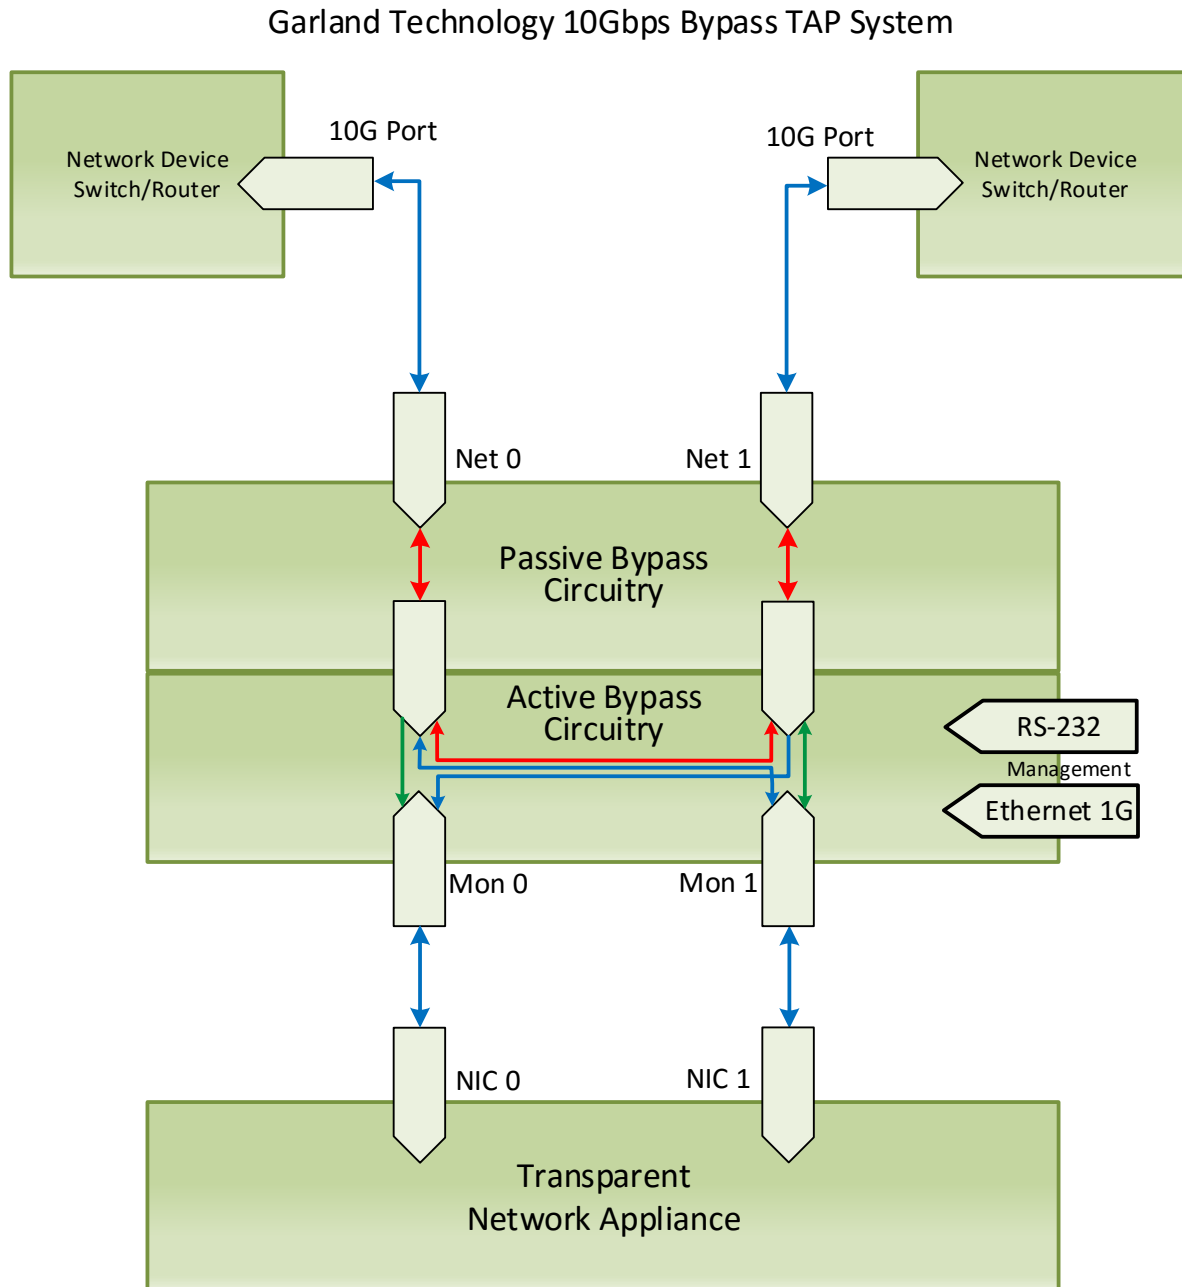 Garland Technology 10Gbps Bypass TAP System
10G Port
10G Port
Network Device
Switch/Router
Network Device
Switch/Router
Net 0
Net 1
Passive Bypass
Circuitry
Active Bypass
Circuitry
RS-232
Management
Ethernet 1G
Mon 0
Mon 1
NIC 0
NIC 1
Transparent
Network Appliance